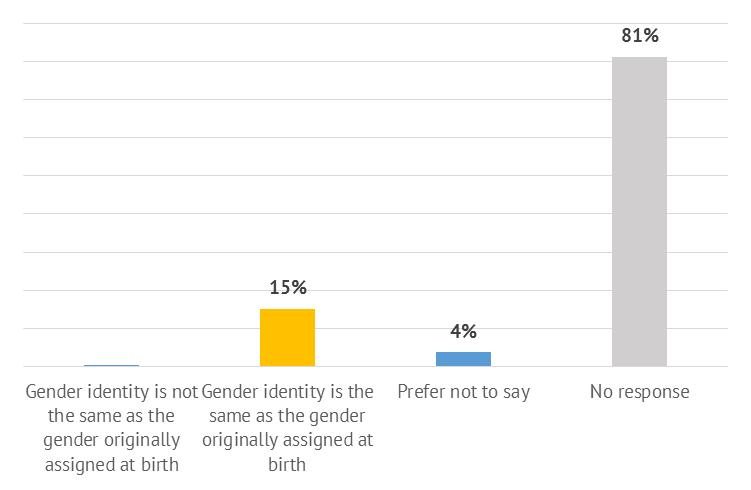 81%
15%
4%
Gender identity is not
the same as the
gender originally
assigned at birth
Gender identity is the
same as the gender
originally assigned at
birth
Prefer not to say
No response